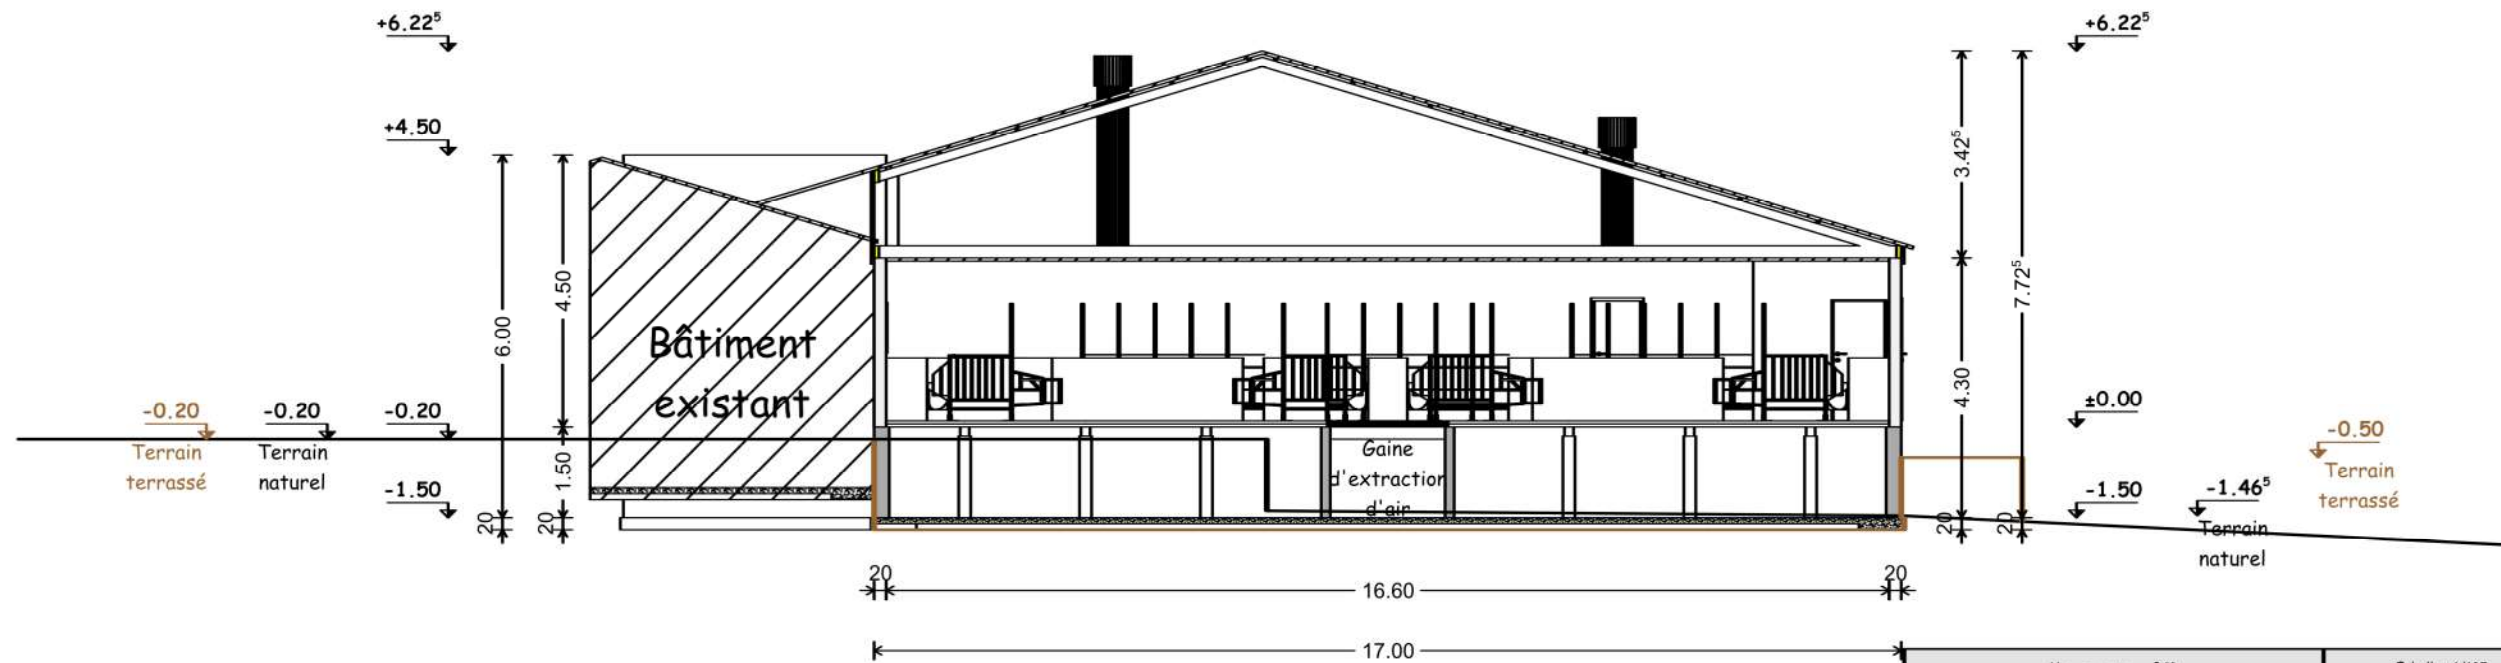 +6.22⁵
+6.22⁵
+4.50
3.42⁵
7.72⁵
4.50
6.00
Bâtiment
existant
4.30
-0.20
-0.20
-0.20
±0.00
-0.50
Terrain
terrassé
Terrain
naturel
Gaine
d'extraction
d'air
Terrain
terrassé
1.50
-1.50
-1.50
-1.46⁵
Terrain
naturel
20
20
20
20
20
16.60
20
17.00